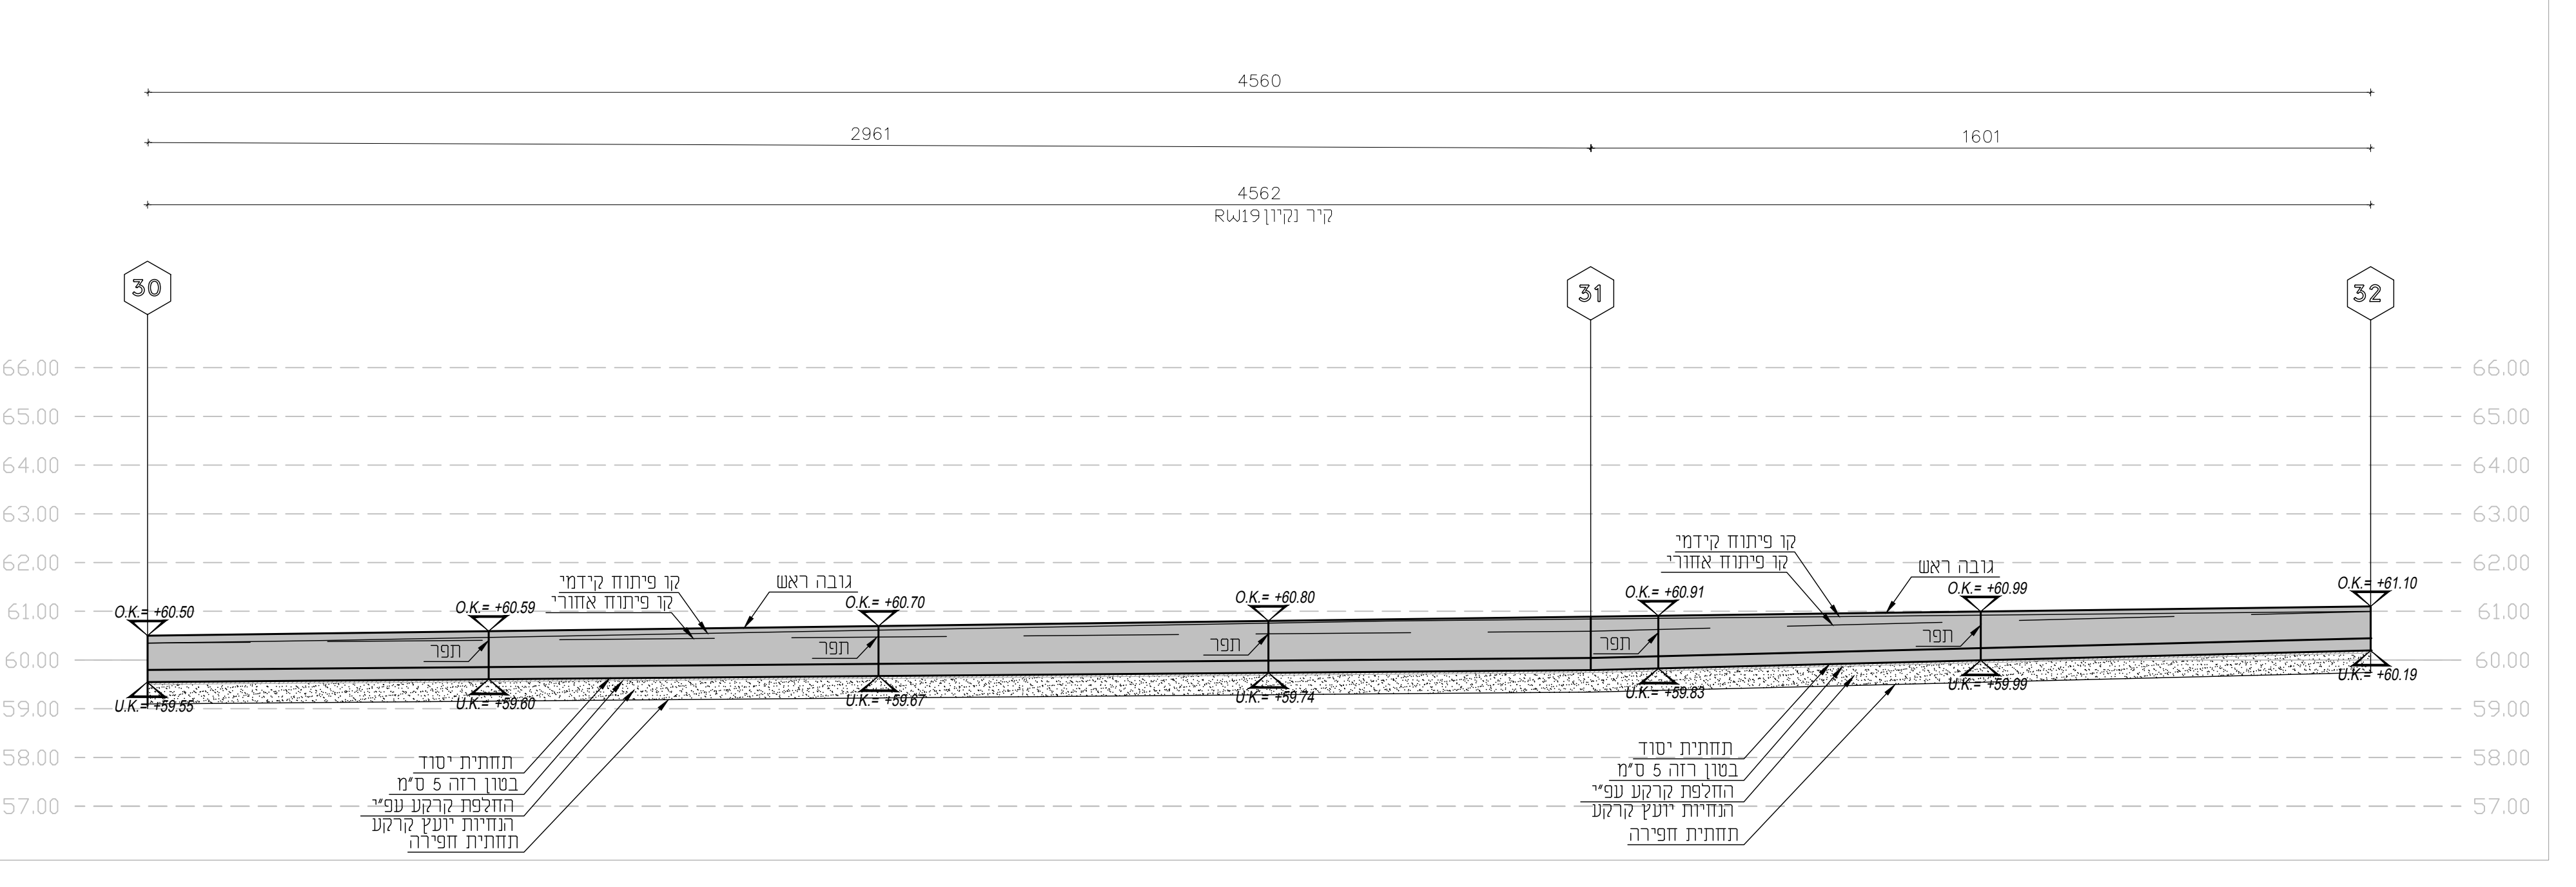 4560
2961
1601
4562
קיר נקיון RW19
30
31
32
66.00
66.00
65.00
65.00
64.00
64.00
63.00
63.00
62.00
62.00
61.00
61.00
60.00
60.00
59.00
59.00
58.00
58.00
57.00
57.00
O.K.= +60.50
O.K.= +60.59
O.K.= +60.70
O.K.= +60.80
O.K.= +60.91
O.K.= +60.99
O.K.= +61.10
קו פיתוח קידמי
קו פיתוח אחורי
גובה ראש
קו פיתוח קידמי
קו פיתוח אחורי
גובה ראש
תפר
תפר
תפר
תפר
תפר
U.K.= +59.55
U.K.= +59.60
U.K.= +59.67
U.K.= +59.74
U.K.= +59.83
U.K.= +59.99
U.K.= +60.19
תחתית יסוד
בטון רזה 5 ס"מ
החלפת קרקע עפ"י
הנחיות יועץ קרקע
תחתית חפירה
תחתית יסוד
בטון רזה 5 ס"מ
החלפת קרקע עפ"י
הנחיות יועץ קרקע
תחתית חפירה